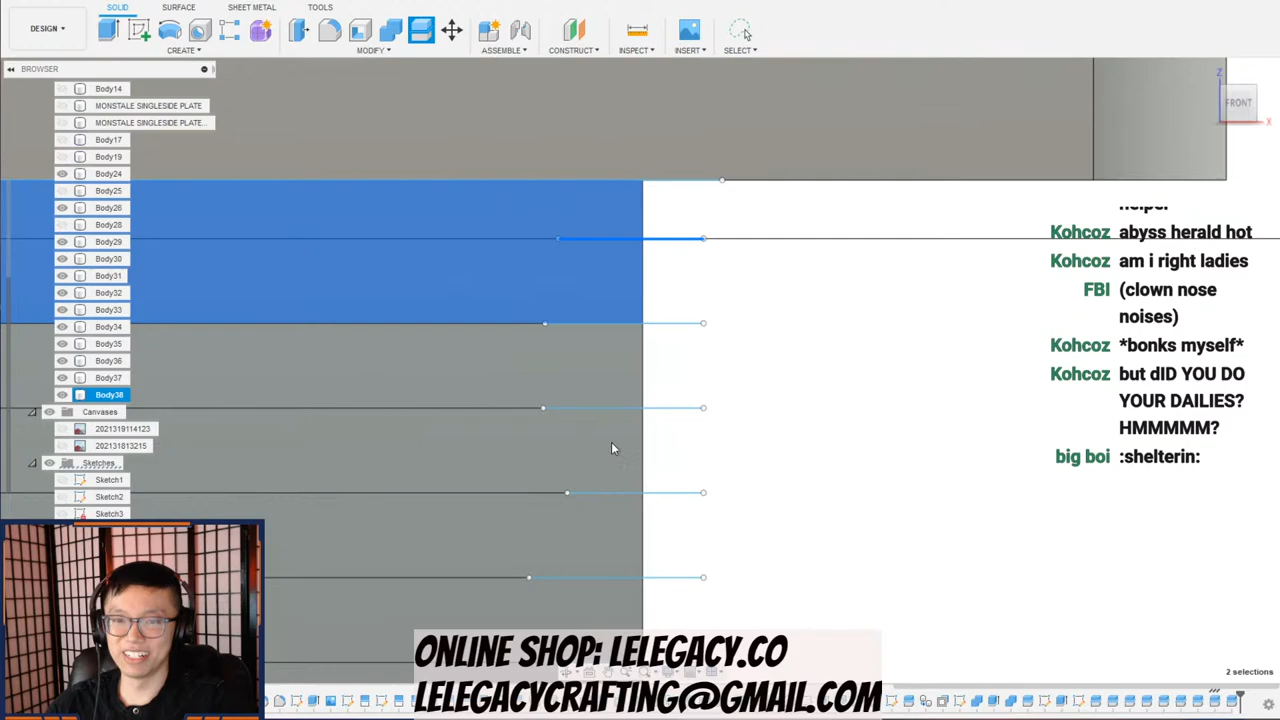 SOLID SURFACE SHEET METAL TOOLS
DESIGN
CREATE MODIFY ASSEMBLE CONSTRUCT INSPECT INSERT SELECT
BROWSER
Body14
MONSTALE SINGLESIDE PLATE
MONSTALE SINGLESIDE PLATE...
Body17
Body19
Body24
Body25
Body26
Body28
Body29
Body30
Body31
Body32
Body33
Body34
Body35
Body36
Body37
Body38
Canvases
2021319114123
202131813215
Sketches
Sketch1
Sketch2
Sketch3
Z
FRONT
X
helper
Kohcoz abyss herald hot
Kohcoz am i right ladies
FBI (clown nose
noises)
Kohcoz *bonks myself*
Kohcoz but dID YOU DO
YOUR DAILIES?
HMMMMM?
big boi :shelterin:
ONLINE SHOP: LELEGACY.CO
LELEGACYCRAFTING@GMAIL.COM
2 selections